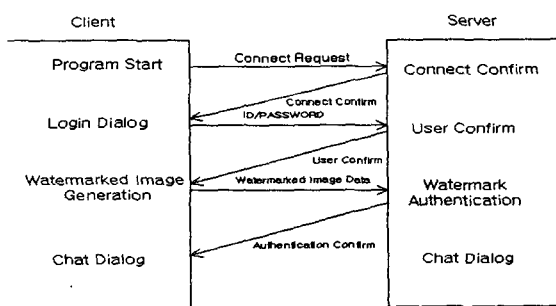 Client
Server
Program Start
Connect Request
Connect Confirm
Connect Confirm
ID/PASSWORD
Login Dialog
User Confirm
User Confirm
Watermarked Image
Generation
Watermarked Image Data
Watermark
Authentication
Authentication Confirm
Chat Dialog
Chat Dialog